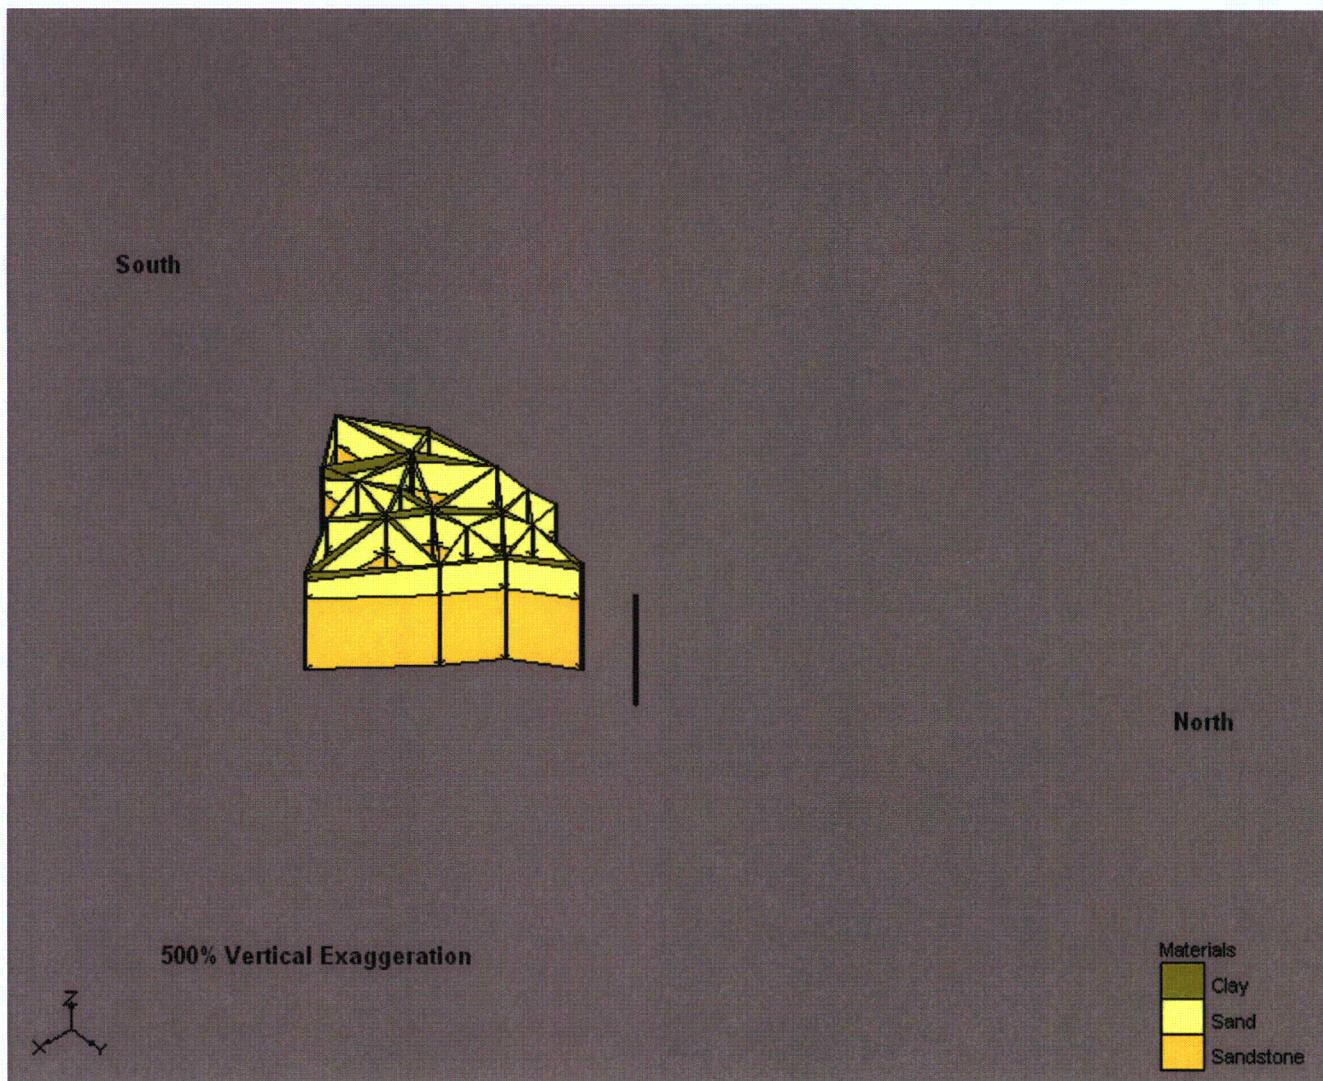 South
North
500% Vertical Exaggeration
Z
X
Y
Materials
Clay
Sand
Sandstone